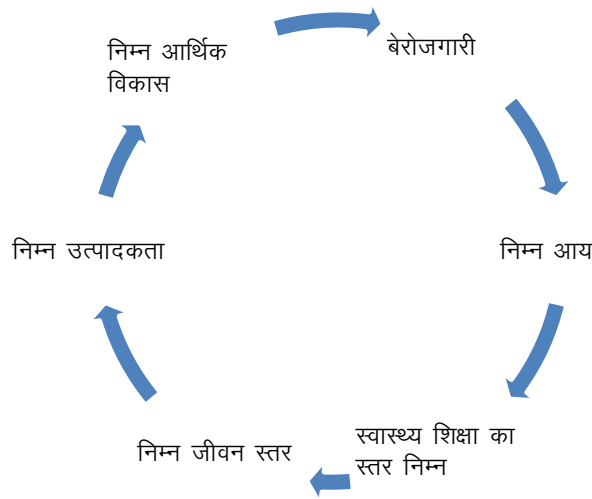 निम्न आर्थिक
विकास
बेरोजगारी
निम्न आय
स्वास्थ्य शिक्षा का
स्तर निम्न
निम्न जीवन स्तर
निम्न उत्पादकता